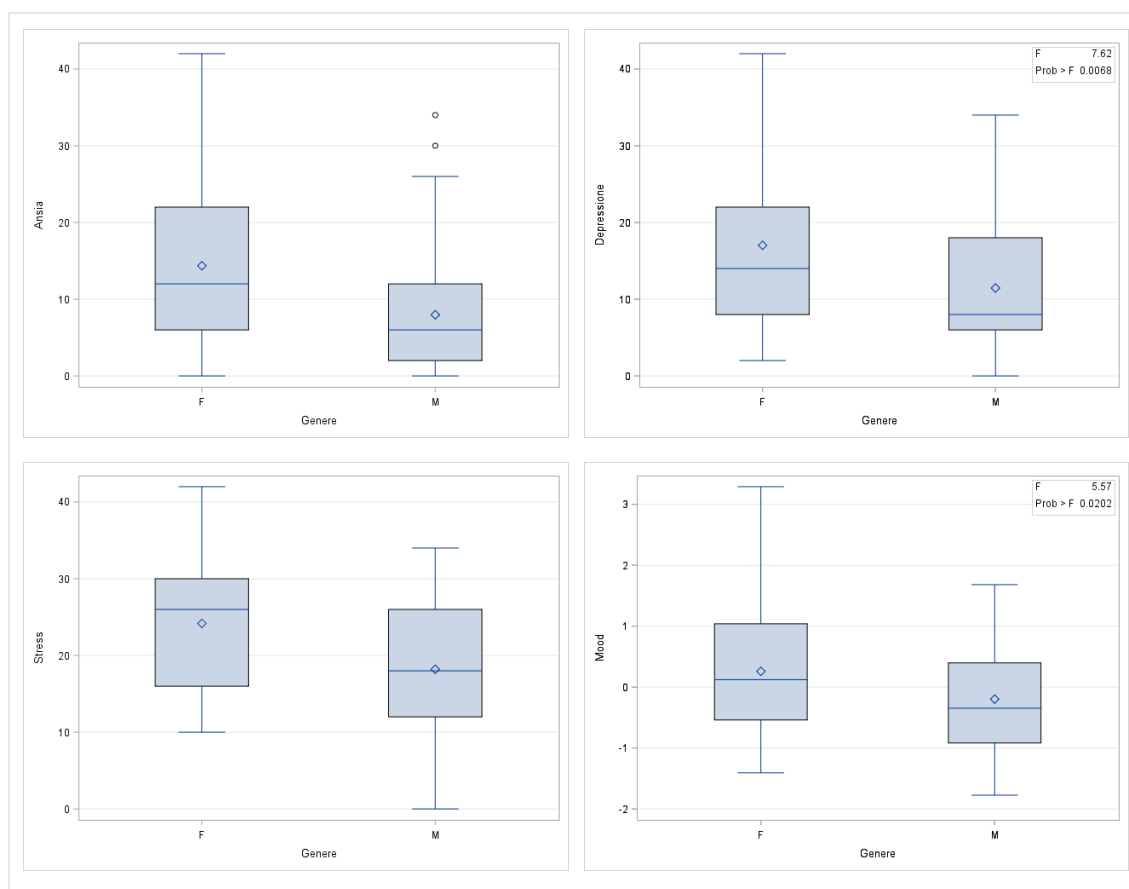 40
30
20
10
0
Ansia
F
M
Genere
F 7.62
Prob > F 0.0068
40
30
20
10
0
Depressione
F
M
Genere
40
30
20
10
0
Stress
F
M
Genere
F 5.57
Prob > F 0.0202
3
2
1
0
-1
-2
Mood
F
M
Genere